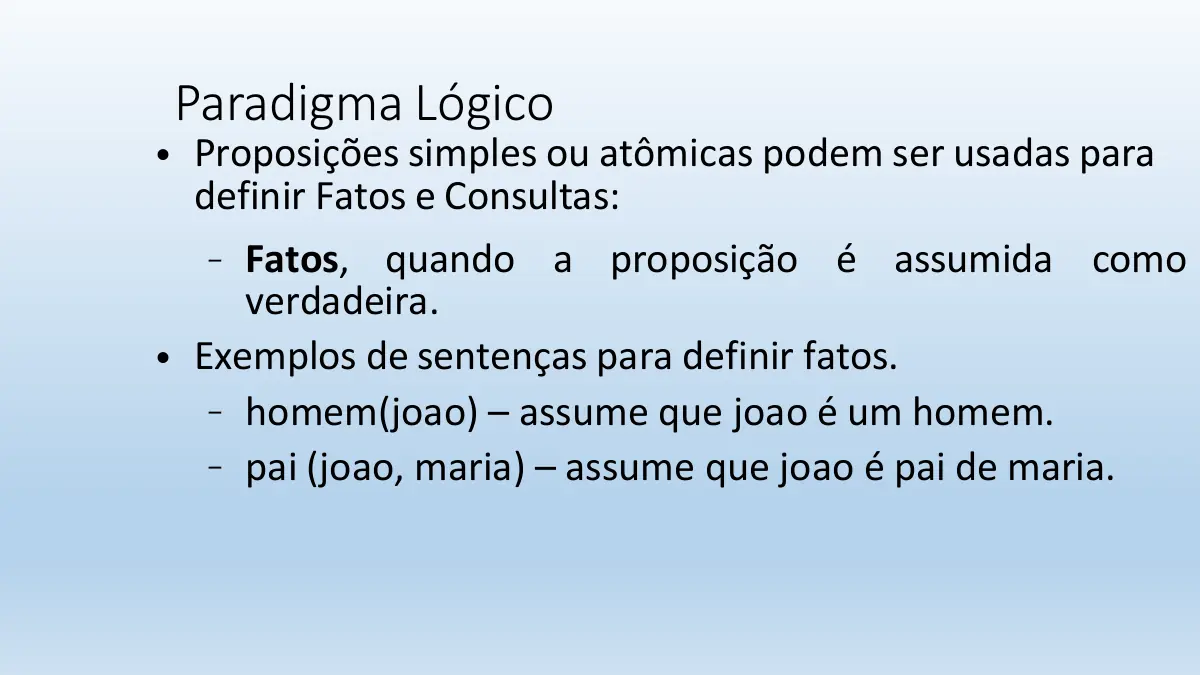 Paradigma Lógico
• Proposições simples ou atômicas podem ser usadas para
definir Fatos e Consultas:
– Fatos, quando a proposição é assumida como
verdadeira.
• Exemplos de sentenças para definir fatos.
– homem(joao) – assume que joao é um homem.
– pai (joao, maria) – assume que joao é pai de maria.